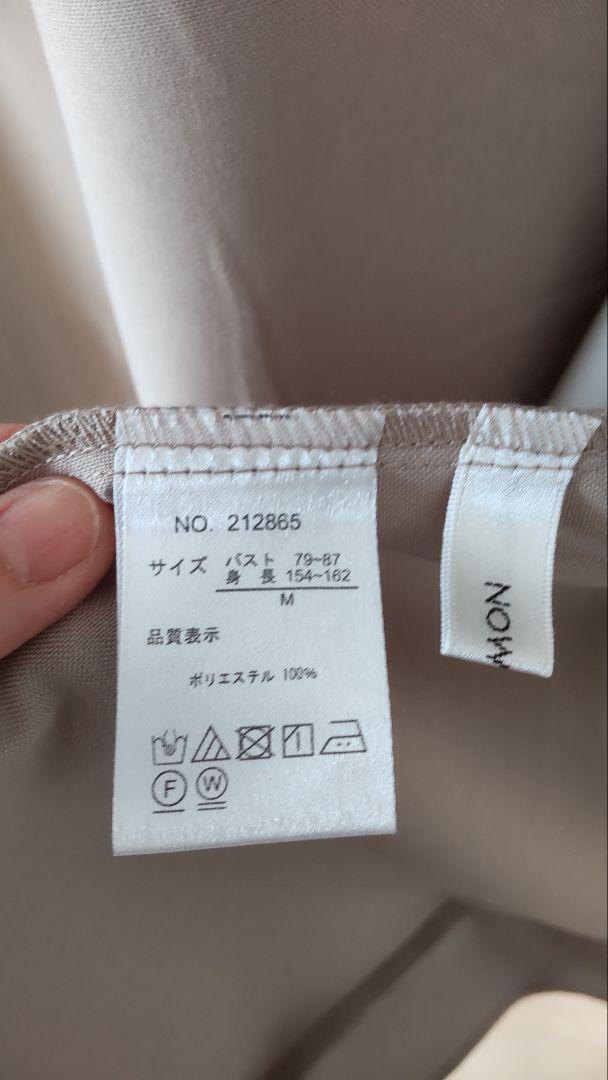 NO. 212865
サイズ
バスト 79~87
身 長 154~162
M
品質表示
ポリエステル 100%
F
W